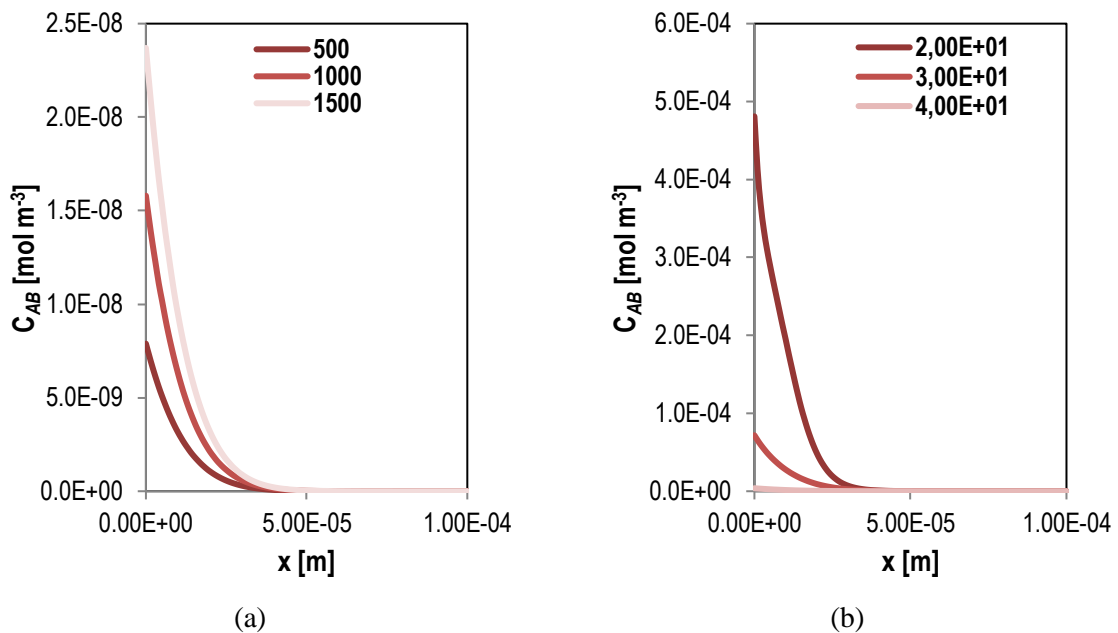 2.5E-08
2.0E-08
1.5E-08
1.0E-08
5.0E-09
0.0E+00
C_AB [mol m⁻³]
500
1000
1500
0.00E+00 5.00E-05 1.00E-04
x [m]
(a)
6.0E-04
5.0E-04
4.0E-04
3.0E-04
2.0E-04
1.0E-04
0.0E+00
C_AB [mol m⁻³]
2,00E+01
3,00E+01
4,00E+01
0.00E+00 5.00E-05 1.00E-04
x [m]
(b)